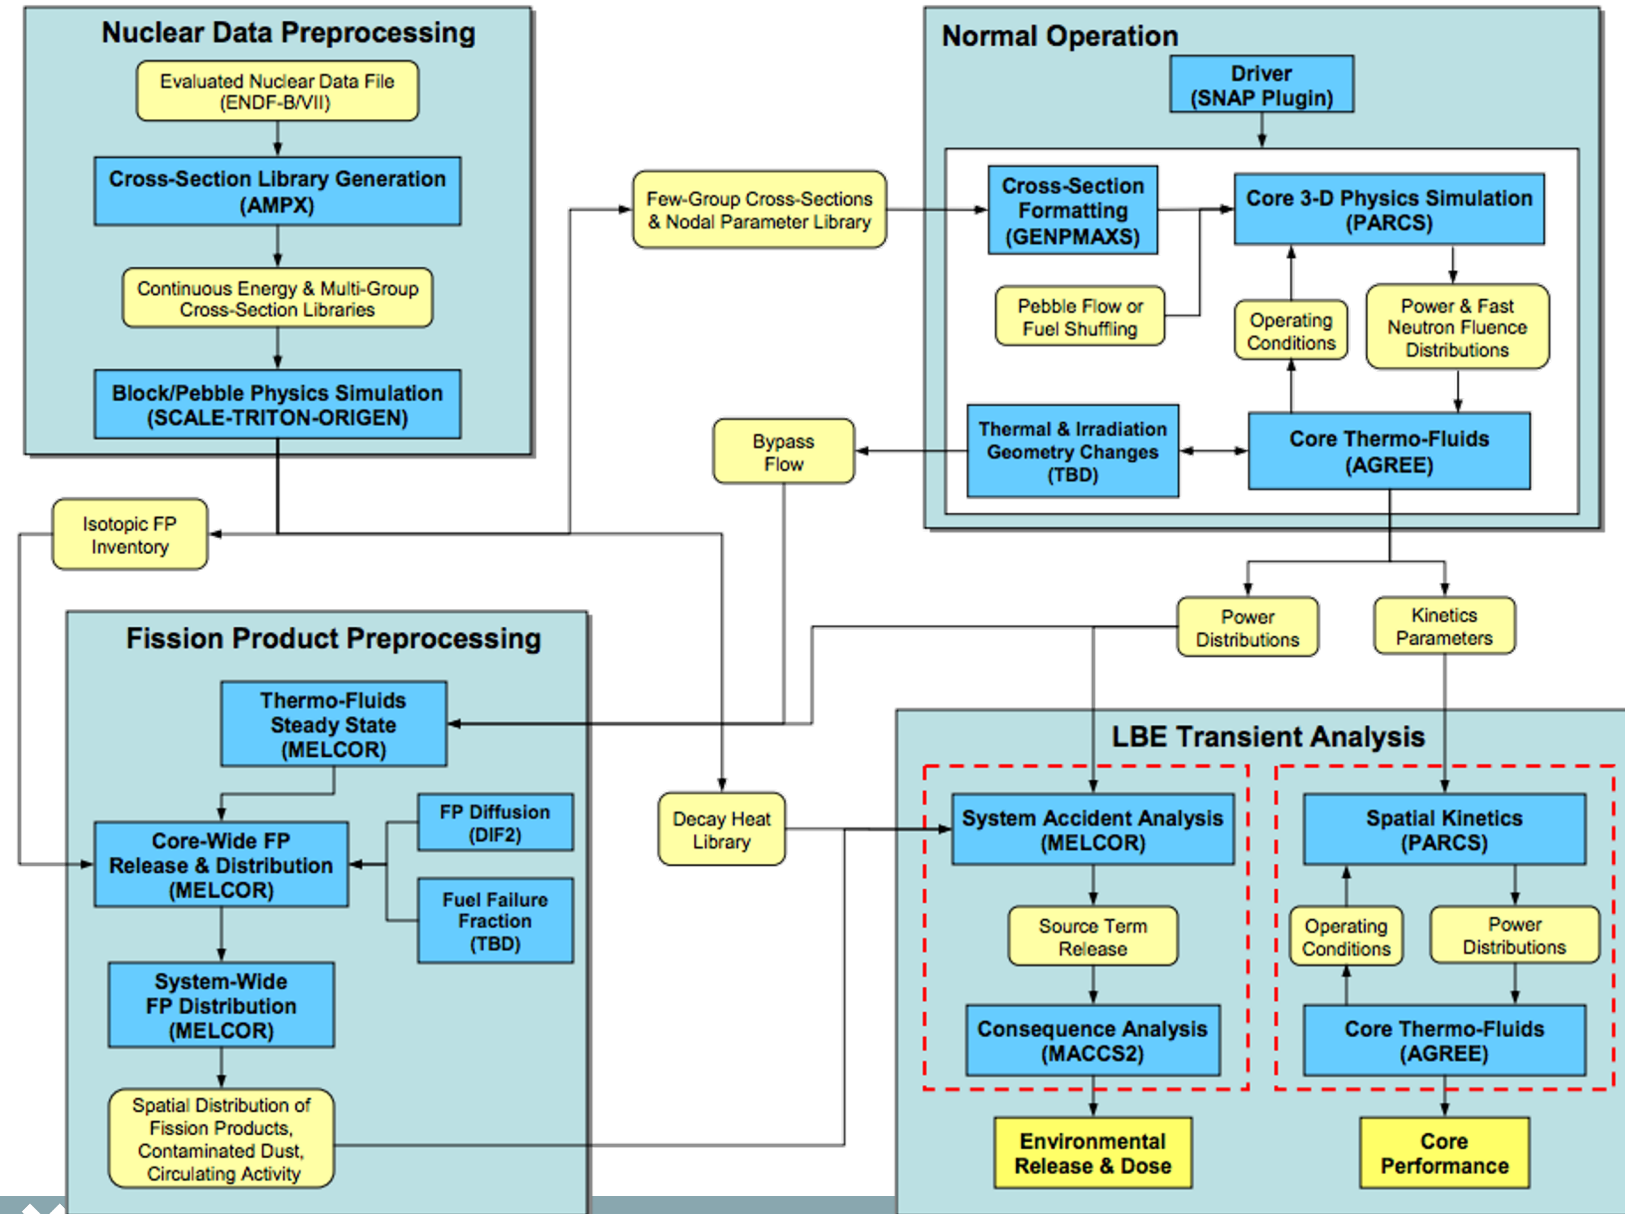 Nuclear Data Preprocessing
Evaluated Nuclear Data File
(ENDF-B/VII)
Cross-Section Library Generation
(AMPX)
Continuous Energy & Multi-Group
Cross-Section Libraries
Block/Pebble Physics Simulation
(SCALE-TRITON-ORIGEN)
Isotopic FP
Inventory
Few-Group Cross-Sections
& Nodal Parameter Library
Normal Operation
Driver
(SNAP Plugin)
Cross-Section
Formatting
(GENPMAXS)
Core 3-D Physics Simulation
(PARCS)
Pebble Flow or
Fuel Shuffling
Operating
Conditions
Power & Fast
Neutron Fluence
Distributions
Thermal & Irradiation
Geometry Changes
(TBD)
Core Thermo-Fluids
(AGREE)
Bypass
Flow
Power
Distributions
Kinetics
Parameters
Fission Product Preprocessing
Thermo-Fluids
Steady State
(MELCOR)
Core-Wide FP
Release & Distribution
(MELCOR)
FP Diffusion
(DIF2)
Fuel Failure
Fraction
(TBD)
System-Wide
FP Distribution
(MELCOR)
Spatial Distribution of
Fission Products,
Contaminated Dust,
Circulating Activity
Decay Heat
Library
LBE Transient Analysis
System Accident Analysis
(MELCOR)
Source Term
Release
Consequence Analysis
(MACCS2)
Environmental
Release & Dose
Spatial Kinetics
(PARCS)
Operating
Conditions
Power
Distributions
Core Thermo-Fluids
(AGREE)
Core
Performance